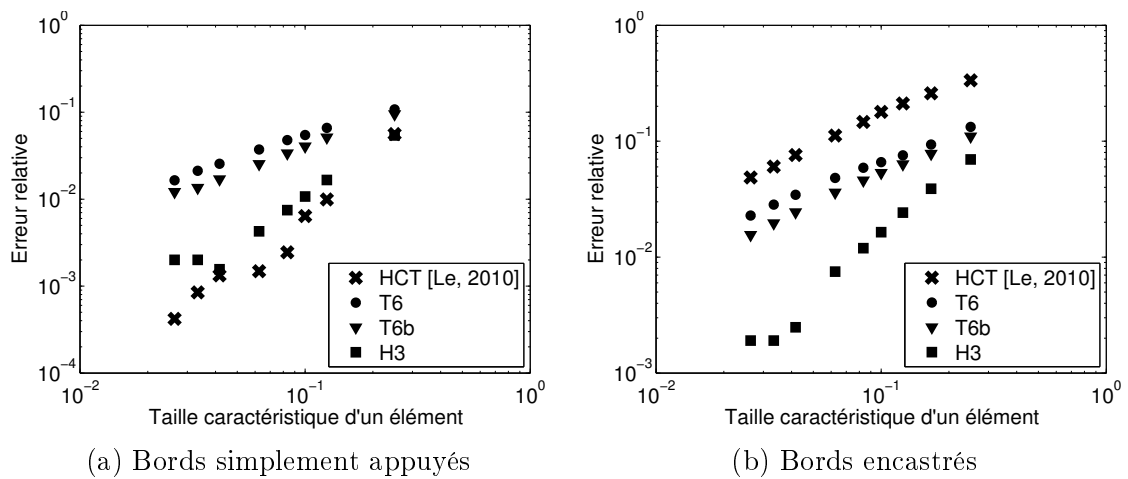 10^0
10^-1
10^-2
10^-3
10^-4
Erreur relative
HCT [Le, 2010]
T6
T6b
H3
10^-2
10^-1
10^0
Taille caractéristique d'un élément
(a) Bords simplement appuyés
10^0
10^-1
10^-2
10^-3
Erreur relative
HCT [Le, 2010]
T6
T6b
H3
10^-2
10^-1
10^0
Taille caractéristique d'un élément
(b) Bords encastrés